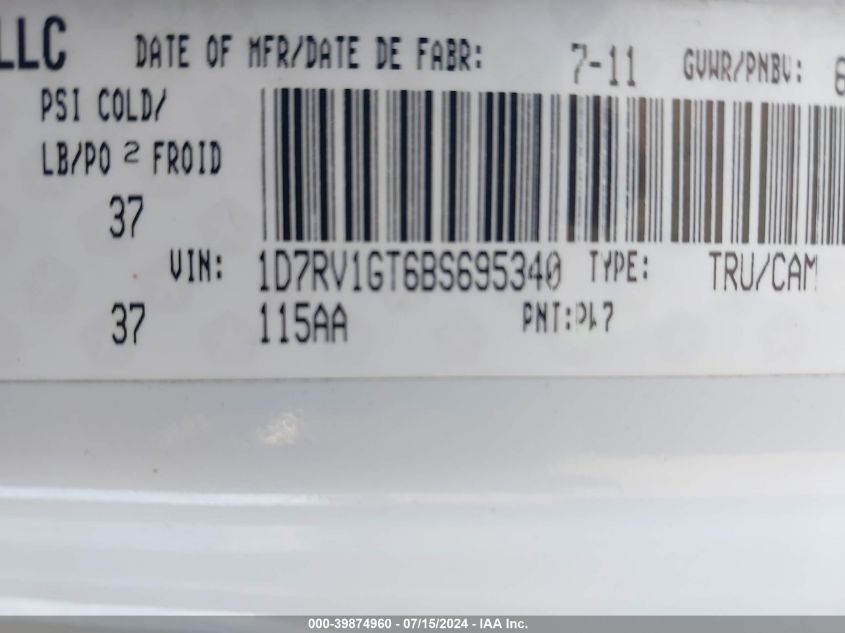 LLC DATE OF MFR/DATE DE FABR: 7-11 GVWR/PNBV: 6
PSI COLD/
LB/PO 2 FROID
37
VIN: 1D7RV1GT6BS695340 TYPE: TRU/CAM
37 115AA PNT:PW7
000-39874960 - 07/15/2024 - IAA Inc.